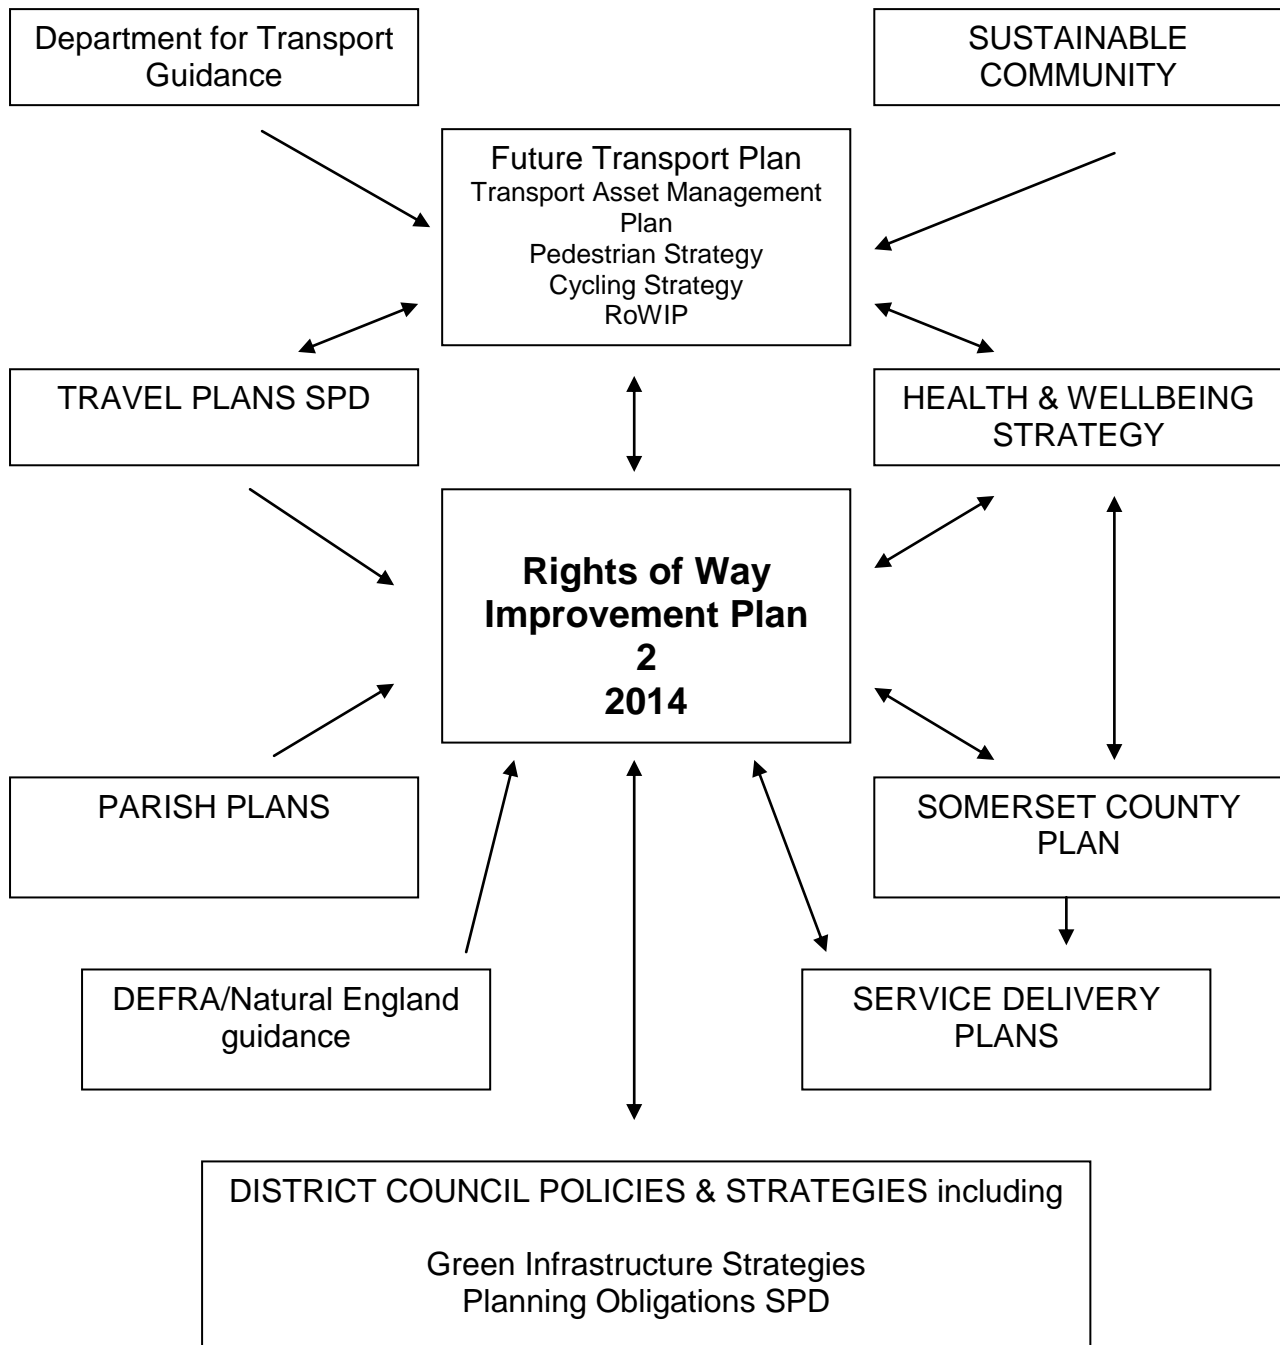 Department for Transport
Guidance
SUSTAINABLE
COMMUNITY
Future Transport Plan
Transport Asset Management
Plan
Pedestrian Strategy
Cycling Strategy
RoWIP
TRAVEL PLANS SPD
HEALTH & WELLBEING
STRATEGY
Rights of Way
Improvement Plan
2
2014
PARISH PLANS
SOMERSET COUNTY
PLAN
DEFRA/Natural England
guidance
SERVICE DELIVERY
PLANS
DISTRICT COUNCIL POLICIES & STRATEGIES including
Green Infrastructure Strategies
Planning Obligations SPD